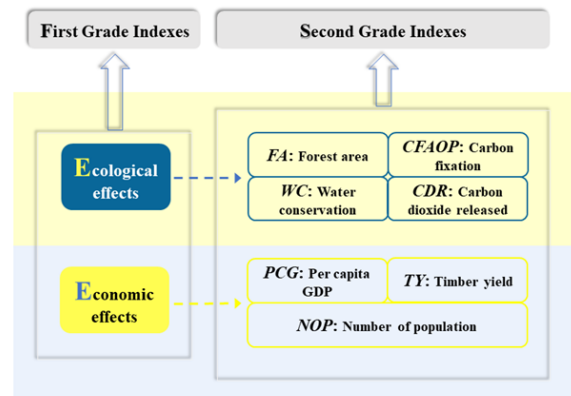 First Grade Indexes
Second Grade Indexes
Ecological
effects
FA: Forest area
CFAOP: Carbon
fixation
WC: Water
conservation
CDR: Carbon
dioxide released
Economic
effects
PCG: Per capita
GDP
TY: Timber yield
NOP: Number of population